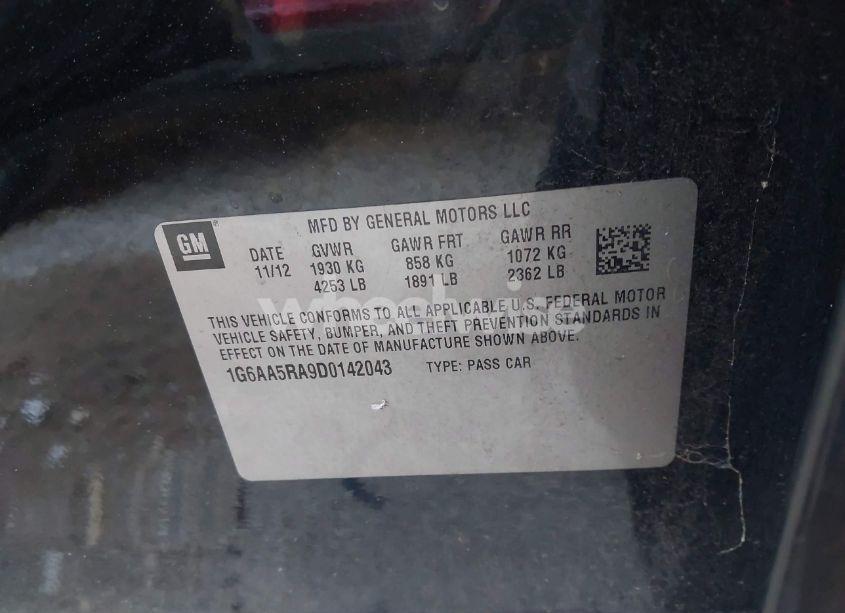 GM
MFD BY GENERAL MOTORS LLC
DATE GVWR GAWR FRT GAWR RR
11/12 1930 KG 858 KG 1072 KG
4253 LB 1891 LB 2362 LB
THIS VEHICLE CONFORMS TO ALL APPLICABLE U.S. FEDERAL MOTOR
VEHICLE SAFETY, BUMPER, AND THEFT PREVENTION STANDARDS IN
EFFECT ON THE DATE OF MANUFACTURE SHOWN ABOVE.
1G6AA5RA9D0142043 TYPE: PASS CAR